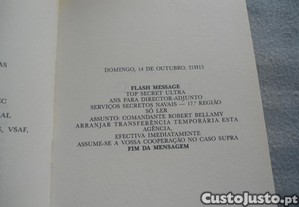 AS
EC
AL
, VSAF,
DOMINGO, 14 DE OUTUBRO, 21H15
FLASH MESSAGE
TOP SECRET ULTRA
ANS PARA DIRECTOR-ADJUNTO
SERVIÇOS SECRETOS NAVAIS — 17.ª REGIÃO
SÓ LER
ASSUNTO: COMANDANTE ROBERT BELLAMY
ARRANJAR TRANSFERÊNCIA TEMPORÁRIA ESTA
AGÊNCIA,
EFECTIVA IMEDIATAMENTE
ASSUME-SE A VOSSA COOPERAÇÃO NO CASO SUPRA
FIM DA MENSAGEM
CustoJusto.pt